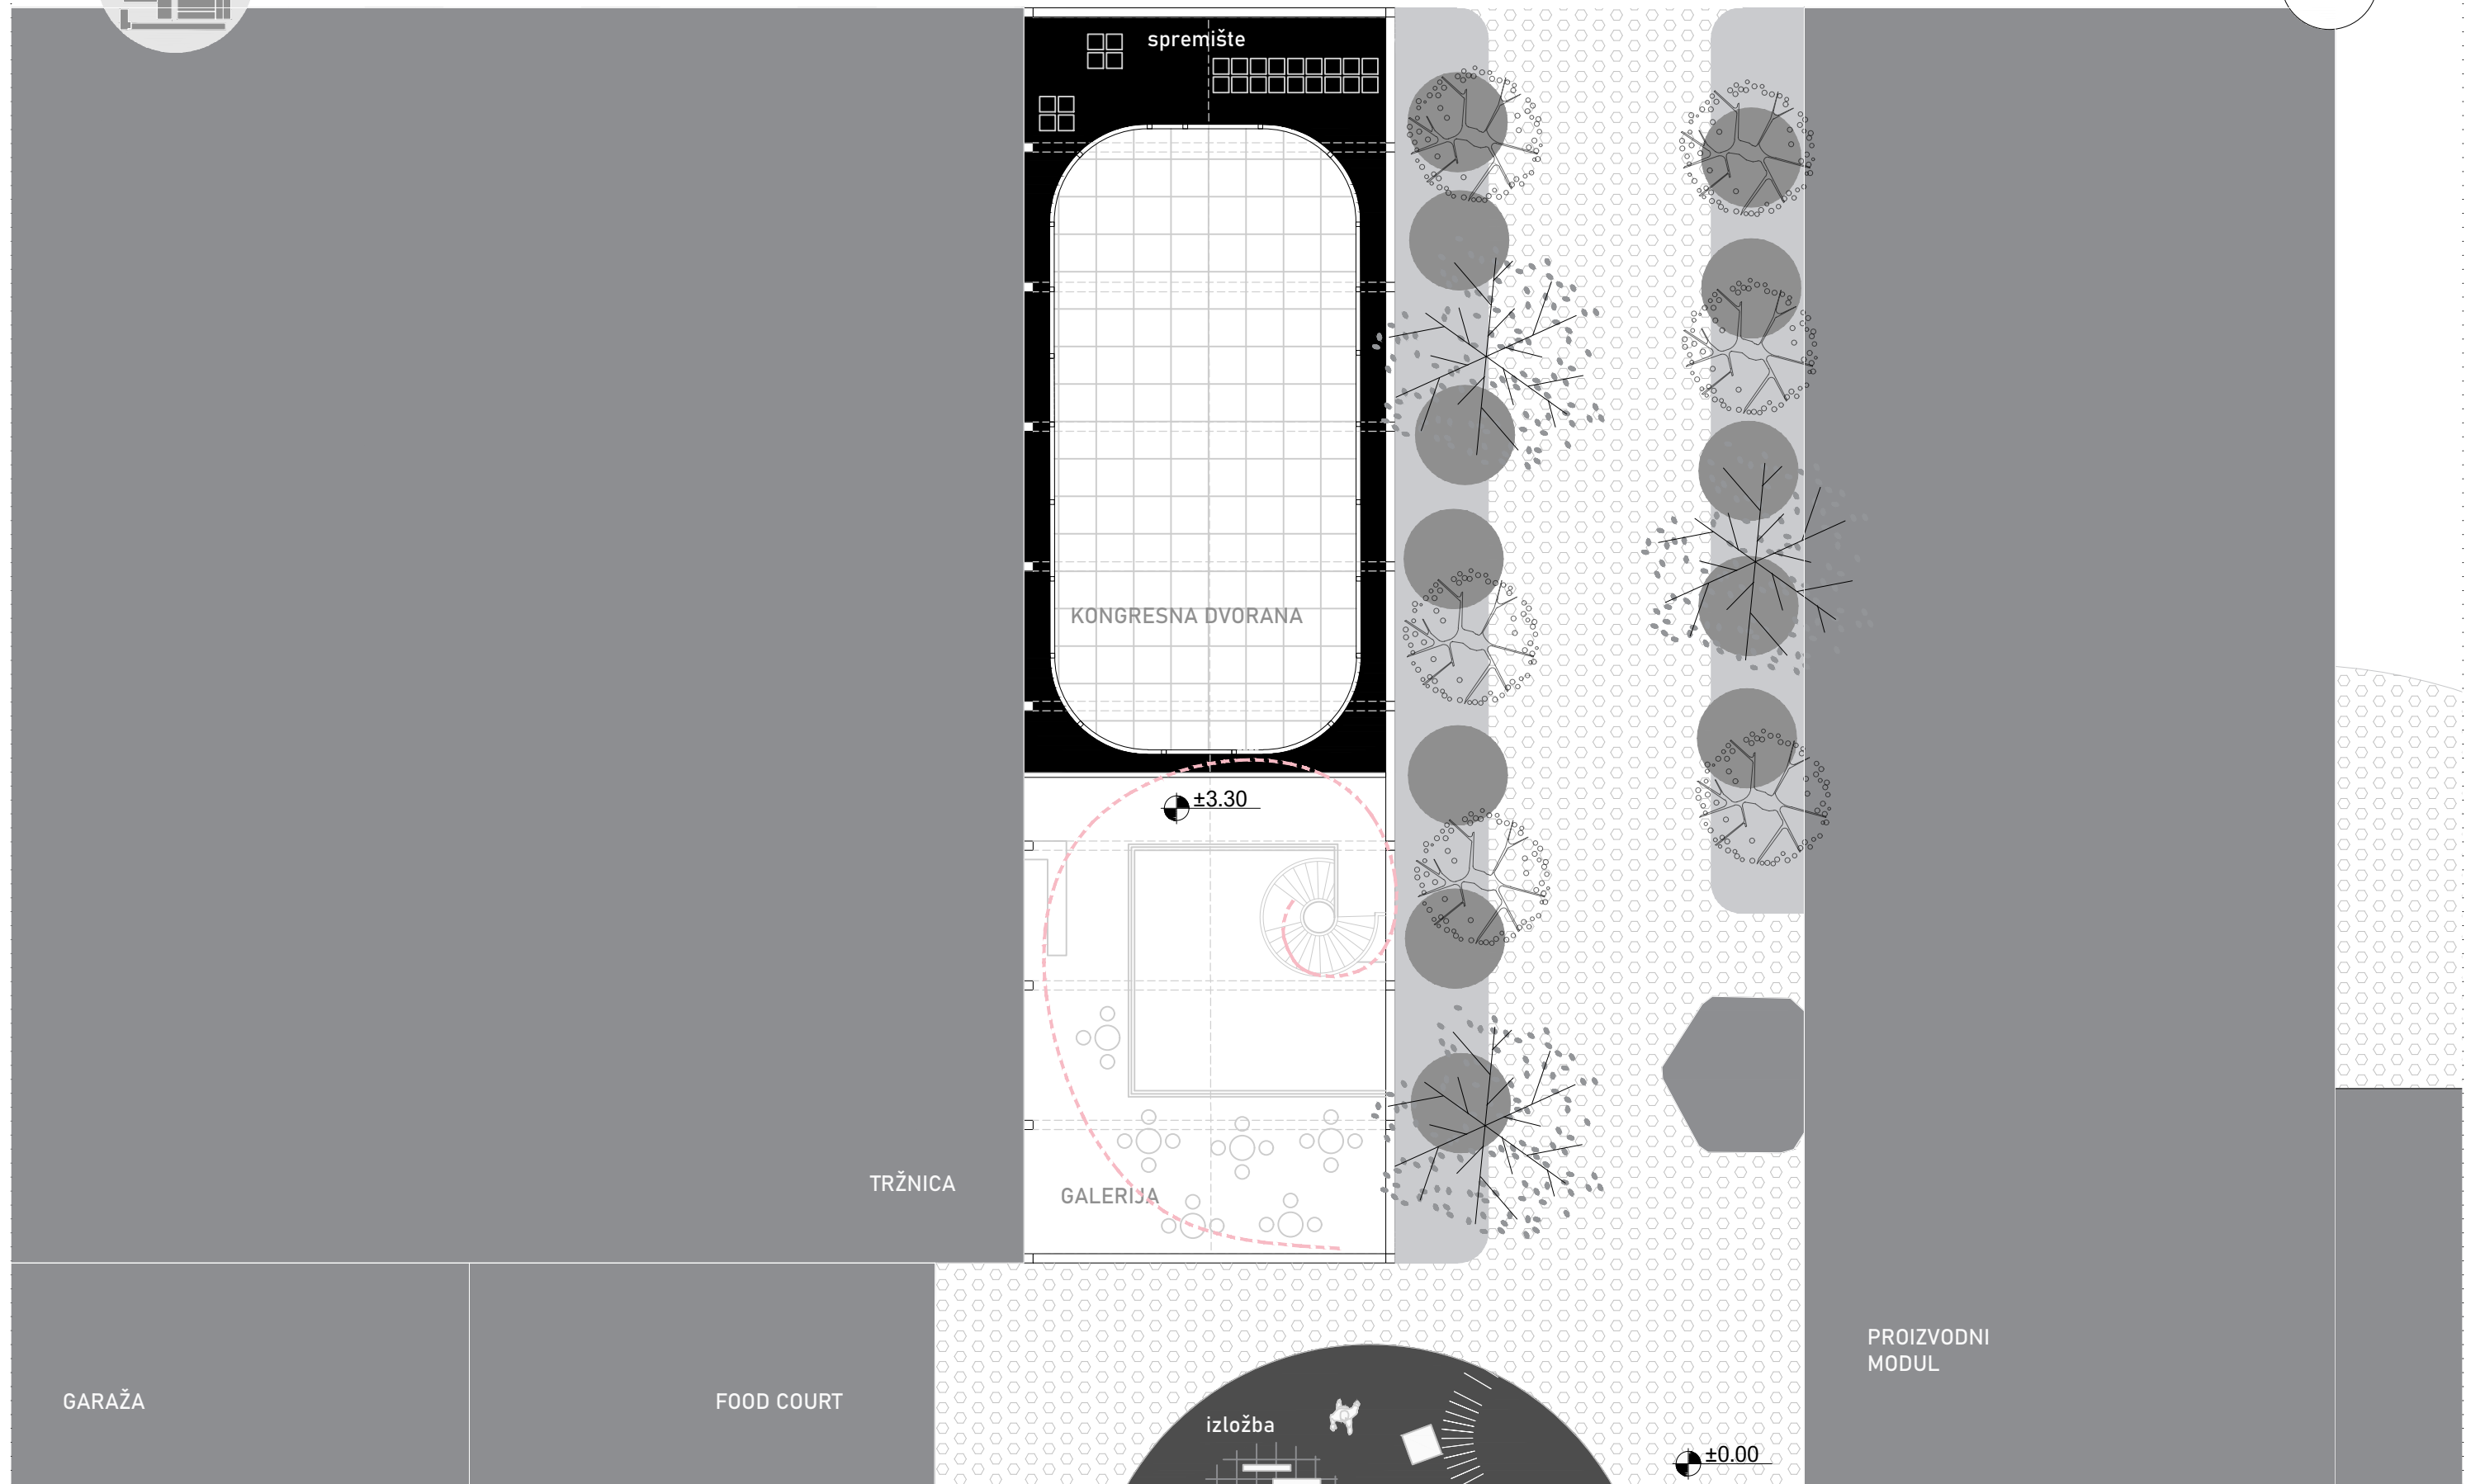 spremište
KONGRESNA DVORANA
±3.30
TRŽNICA
GALERIJA
PROIZVODNI
MODUL
GARAŽA
FOOD COURT
izložba
±0.00